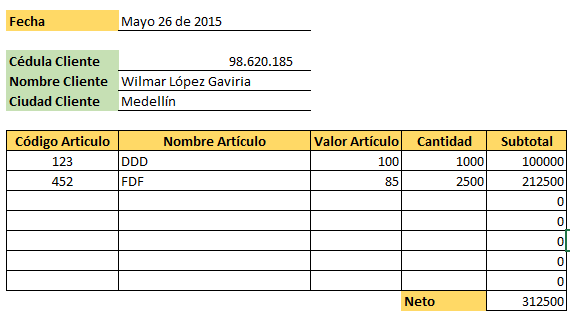 Fecha Mayo 26 de 2015
Cédula Cliente 98.620.185
Nombre Cliente Wilmar López Gaviria
Ciudad Cliente Medellín
Código Articulo Nombre Artículo Valor Artículo Cantidad Subtotal
123 DDD 100 1000 100000
452 FDF 85 2500 212500
0
0
0
0
0
Neto 312500